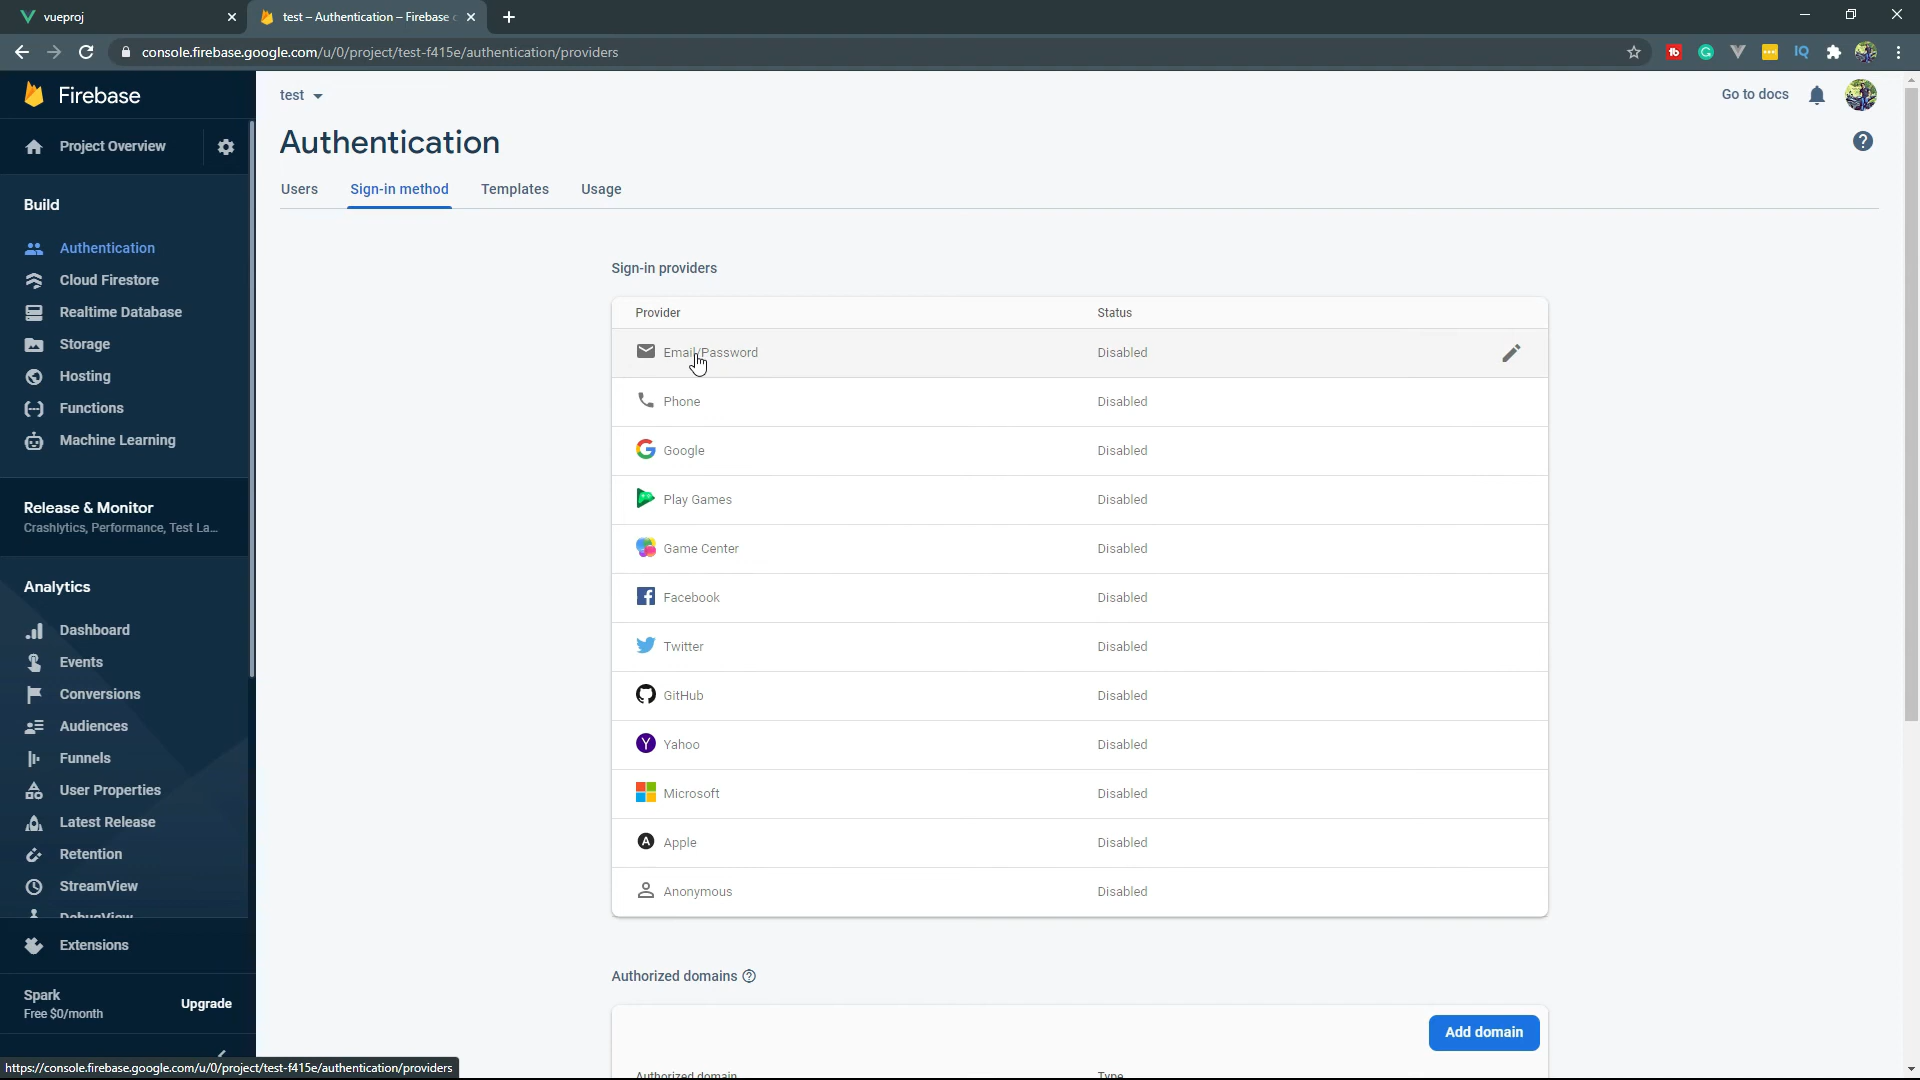 vueproj
test – Authentication – Firebase c
console.firebase.google.com/u/0/project/test-f415e/authentication/providers
Firebase
Project Overview
Build
Authentication
Cloud Firestore
Realtime Database
Storage
Hosting
Functions
Machine Learning
Release & Monitor
Crashlytics, Performance, Test La...
Analytics
Dashboard
Events
Conversions
Audiences
Funnels
User Properties
Latest Release
Retention
StreamView
DebugView
Extensions
Spark
Free $0/month
Upgrade
https://console.firebase.google.com/u/0/project/test-f415e/authentication/providers
test
Go to docs
Authentication
Users Sign-in method Templates Usage
Sign-in providers
Provider Status
Email/Password Disabled
Phone Disabled
Google Disabled
Play Games Disabled
Game Center Disabled
Facebook Disabled
Twitter Disabled
GitHub Disabled
Yahoo Disabled
Microsoft Disabled
Apple Disabled
Anonymous Disabled
Authorized domains
Add domain
Authorized domain Type